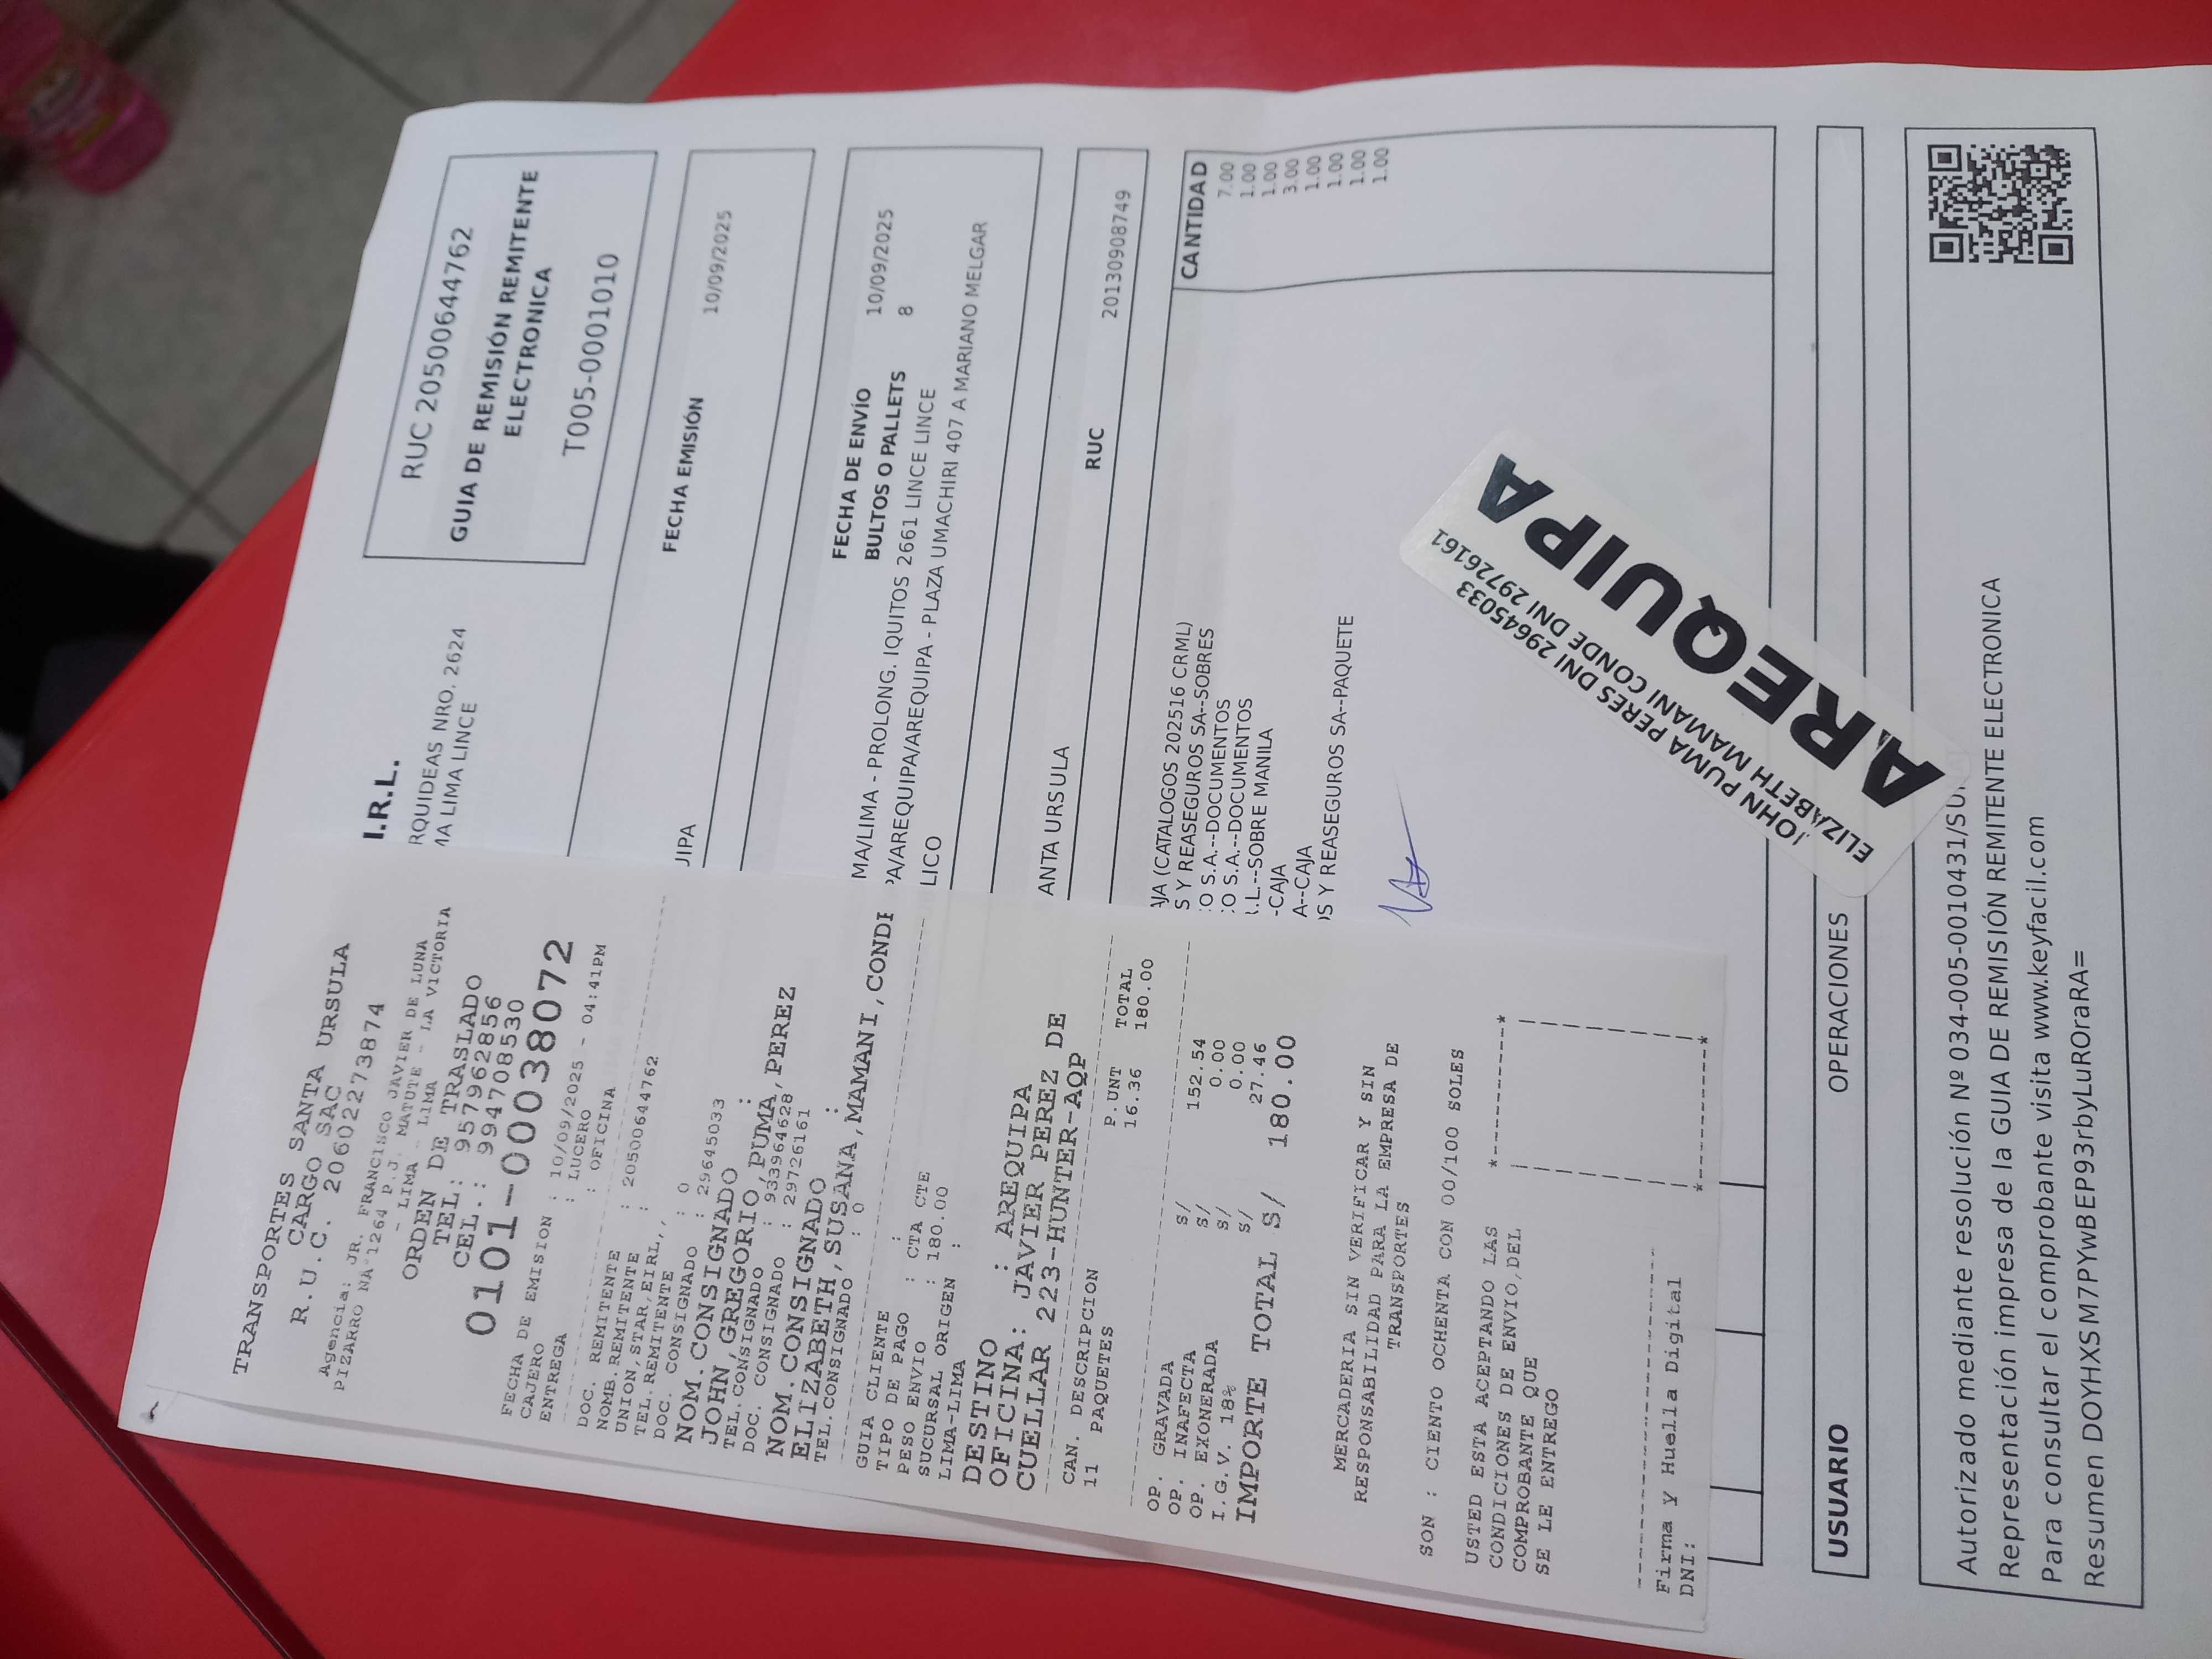 TRANSPORTES SANTA URSULA
CARGO SAC
R.U.C. 20602273874
Agencia: JR. FRANCISCO JAVIER DE LUNA
PIZARRO NA°1264 P.J. MATUTE - LA VICTORIA
- LIMA - LIMA
ORDEN DE TRASLADO
TEL:
CEL.: 957962856
: 994708530
0101-00038072
FECHA DE EMISION : 10/09/2025 - 04:41PM
CAJERO : LUCERO
ENTREGA : OFICINA
DOC. REMITENTE : 20500644762
NOMB.REMITENTE :
UNION,STAR,EIRL,,
TEL.REMITENTE : 0
DOC. CONSIGNADO : 29645033
NOM.CONSIGNADO :
JOHN,GREGORIO,PUMA,PEREZ
TEL.CONSIGNADO : 933964628
DOC. CONSIGNADO : 29726161
NOM.CONSIGNADO :
ELIZABETH,SUSANA,MAMANI,CONDE
TEL.CONSIGNADO : 0
GUIA CLIENTE :
TIPO DE PAGO : CTA CTE
PESO ENVIO : 180.00
SUCURSAL ORIGEN :
LIMA-LIMA
DESTINO : AREQUIPA
OFICINA: JAVIER PEREZ DE
CUELLAR 223-HUNTER-AQP
CAN. DESCRIPCION P.UNT TOTAL
11 PAQUETES 16.36 180.00
OP. GRAVADA S/ 152.54
OP. INAFECTA S/ 0.00
OP. EXONERADA S/ 0.00
I.G.V. 18% S/ 27.46
IMPORTE TOTAL S/ 180.00
MERCADERIA SIN VERIFICAR Y SIN
RESPONSABILIDAD PARA LA EMPRESA DE
TRANSPORTES
SON : CIENTO OCHENTA CON 00/100 SOLES
USTED ESTA ACEPTANDO LAS
CONDICIONES DE ENVIO,DEL
COMPROBANTE QUE
SE LE ENTREGO
Firma Y Huella Digital
DNI:
I.R.L.
RQUIDEAS NRO. 2624
MA LIMA LINCE
RUC 20500644762
GUIA DE REMISIÓN REMITENTE
ELECTRONICA
T005-0001010
JIPA
FECHA EMISIÓN 10/09/2025
FECHA DE ENVÍO 10/09/2025
BULTOS O PALLETS 8
MA/LIMA - PROLONG. IQUITOS 2661 LINCE LINCE
PA/AREQUIPA/AREQUIPA - PLAZA UMACHIRI 407 A MARIANO MELGAR
LICO
ANTA URSULA
RUC 20130908749
CANTIDAD
AJA (CATALOGOS 202516 CRML) 7.00
S Y REASEGUROS SA--SOBRES 1.00
O S.A.--DOCUMENTOS 1.00
O S.A.--DOCUMENTOS 3.00
.L.--SOBRE MANILA 1.00
-CAJA 1.00
A--CAJA 1.00
OS Y REASEGUROS SA--PAQUETE 1.00
JOHN PUMA PERES DNI 29645033
ELIZABETH MAMANI CONDE DNI 29726161
AREQUIPA
USUARIO OPERACIONES
Autorizado mediante resolución Nº 034-005-0010431/SU
Representación impresa de la GUIA DE REMISIÓN REMITENTE ELECTRONICA
Para consultar el comprobante visita www.keyfacil.com
Resumen DOYHXSM7PYwBEP93rbyLuROraRA=